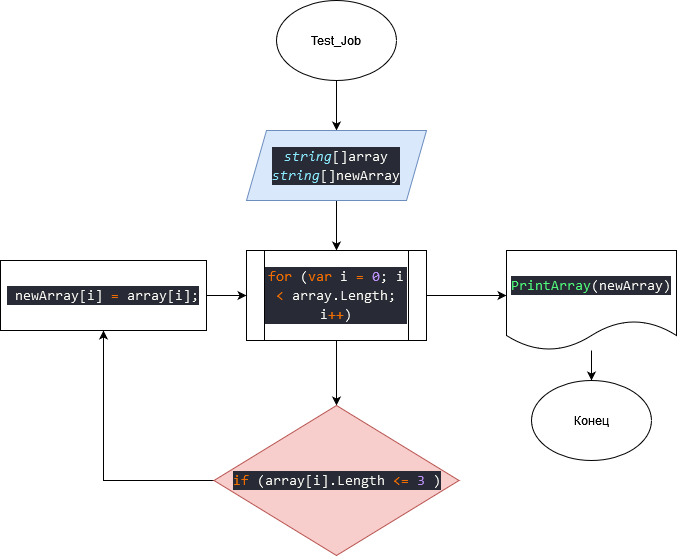 Test_Job
string[]array
string[]newArray
newArray[i] = array[i];
for (var i = 0; i
< array.Length;
i++)
PrintArray(newArray)
Конец
if (array[i].Length <= 3 )